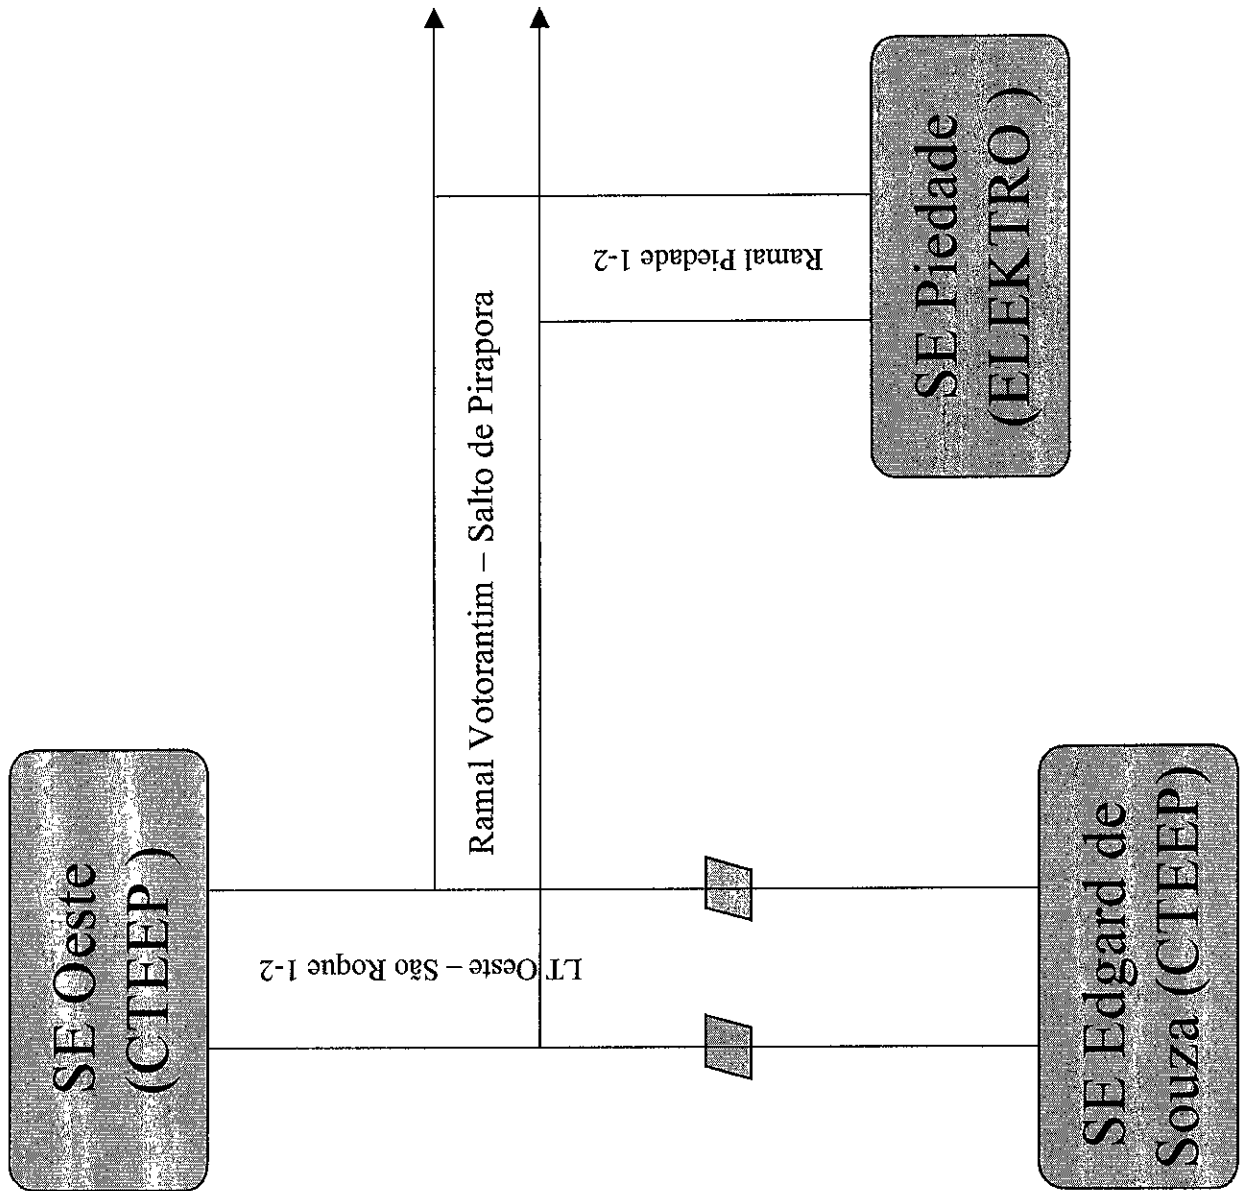 SE Oeste
(CTEEP )
LT Oeste – São Roque 1-2
Ramal Votorantim – Salto de Pirapora
Ramal Piedade 1-2
SE Piedade
(ELEKTRO )
SE Edgard de
Souza (CTEEP)